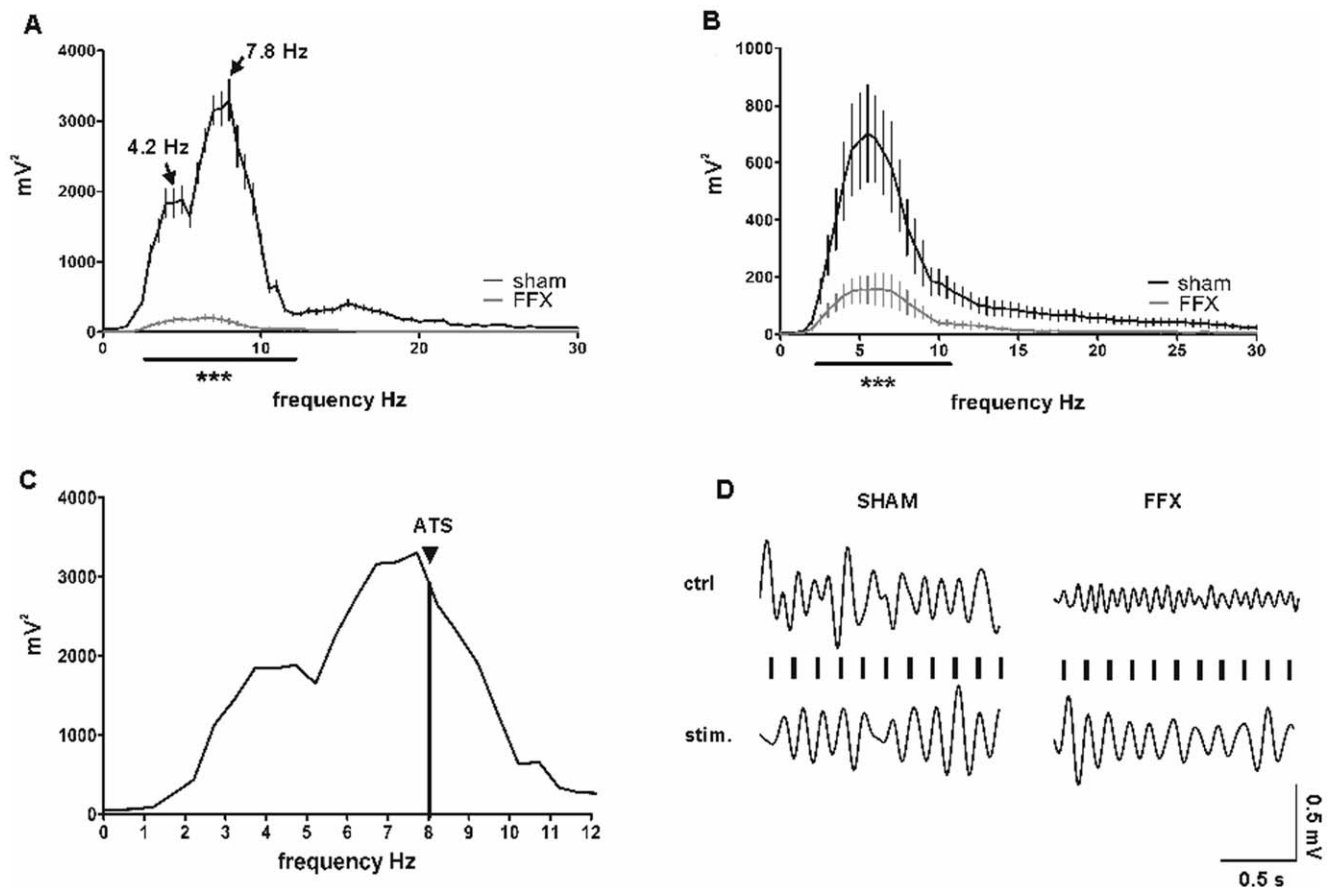 A
4000
3000
2000
1000
0
mV²
4.2 Hz
7.8 Hz
sham
FFX
0 10 20 30
***
frequency Hz
B
1000
800
600
400
200
0
mV²
sham
FFX
0 5 10 15 20 25 30
***
frequency Hz
C
4000
3000
2000
1000
0
mV²
ATS
0 1 2 3 4 5 6 7 8 9 10 11 12
frequency Hz
D
SHAM FFX
ctrl
stim.
0.5 mV
0.5 s